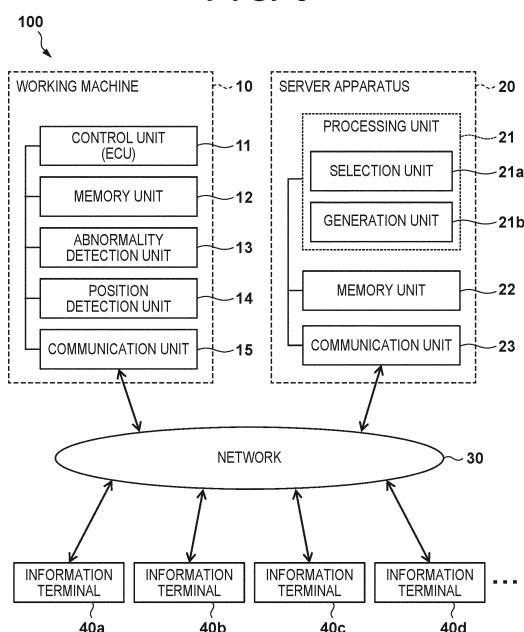 100
WORKING MACHINE
10
CONTROL UNIT
(ECU)
11
MEMORY UNIT
12
ABNORMALITY
DETECTION UNIT
13
POSITION
DETECTION UNIT
14
COMMUNICATION UNIT
15
SERVER APPARATUS
20
PROCESSING UNIT
21
SELECTION UNIT
21a
GENERATION UNIT
21b
MEMORY UNIT
22
COMMUNICATION UNIT
23
NETWORK
30
INFORMATION
TERMINAL
40a
INFORMATION
TERMINAL
40b
INFORMATION
TERMINAL
40c
INFORMATION
TERMINAL
40d
...